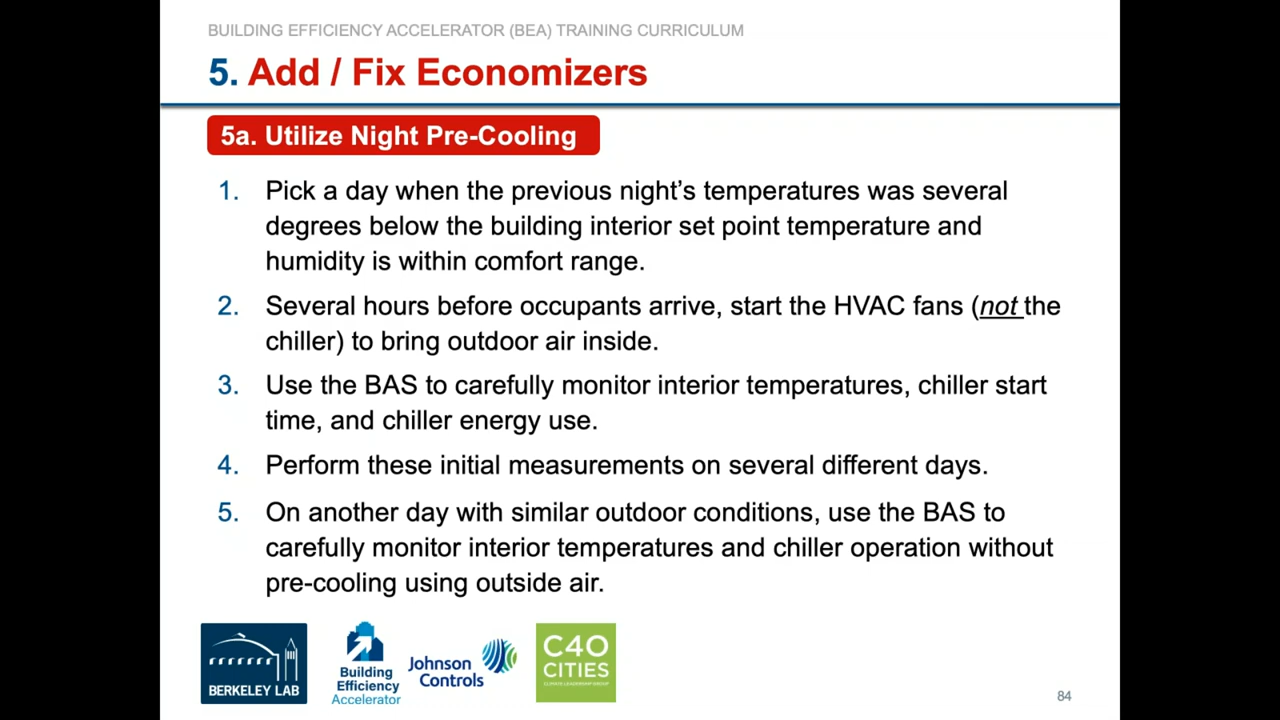 BUILDING EFFICIENCY ACCELERATOR (BEA) TRAINING CURRICULUM
5. Add / Fix Economizers
5a. Utilize Night Pre-Cooling
1. Pick a day when the previous night's temperatures was several
degrees below the building interior set point temperature and
humidity is within comfort range.
2. Several hours before occupants arrive, start the HVAC fans (not the
chiller) to bring outdoor air inside.
3. Use the BAS to carefully monitor interior temperatures, chiller start
time, and chiller energy use.
4. Perform these initial measurements on several different days.
5. On another day with similar outdoor conditions, use the BAS to
carefully monitor interior temperatures and chiller operation without
pre-cooling using outside air.
BERKELEY LAB
Building
Efficiency
Accelerator
Johnson
Controls
C40
CITIES
CLIMATE LEADERSHIP GROUP
84